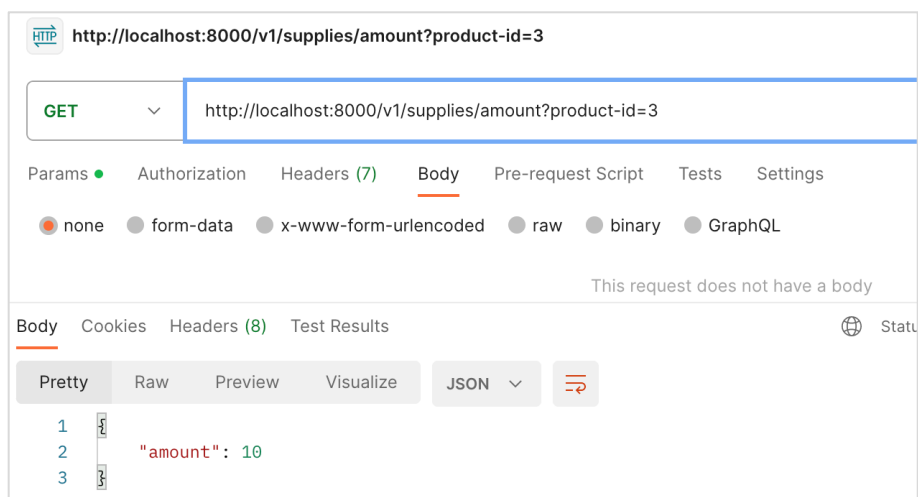 HTTP http://localhost:8000/v1/supplies/amount?product-id=3
GET http://localhost:8000/v1/supplies/amount?product-id=3
Params Authorization Headers (7) Body Pre-request Script Tests Settings
none form-data x-www-form-urlencoded raw binary GraphQL
This request does not have a body
Body Cookies Headers (8) Test Results Statu
Pretty Raw Preview Visualize JSON
1 {
2 "amount": 10
3 }